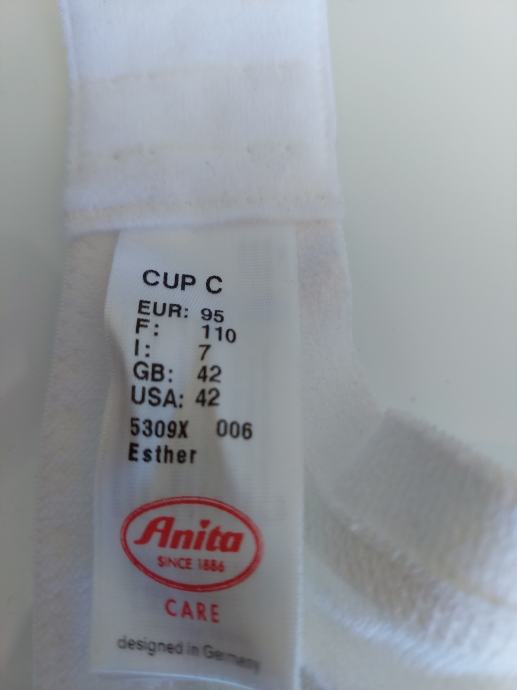 CUP C
EUR: 95
F: 110
I: 7
GB: 42
USA: 42
5309X 006
Esther
Anita
SINCE 1886
CARE
designed in Germany